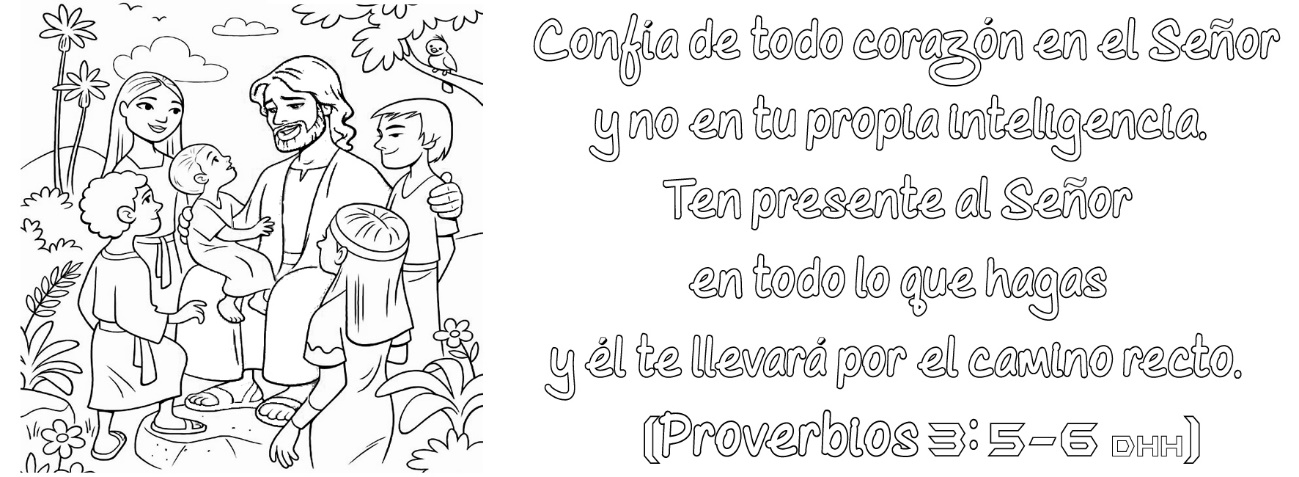 Confia de todo corazón en el Señor
y no en tu propia inteligencia.
Ten presente al Señor
en todo lo que hagas
y él te llevará por el camino recto.
(Proverbios 3:5-6 DHH)